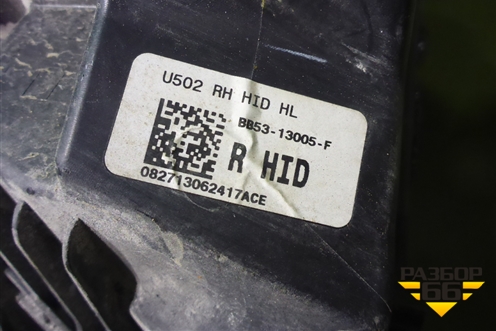 U502 RH HID HL
BB53-13005-F
R HID
082713062417ACE
РАЗБОР
66